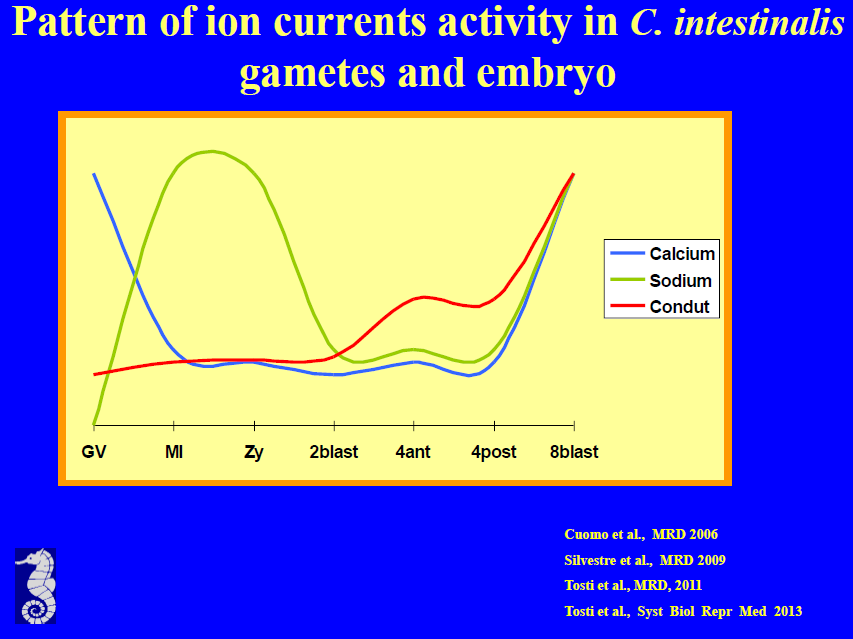 Pattern of ion currents activity in C. intestinalis
gametes and embryo
Calcium
Sodium
Condut
GV MI Zy 2blast 4ant 4post 8blast
Cuomo et al., MRD 2006
Silvestre et al., MRD 2009
Tosti et al., MRD, 2011
Tosti et al., Syst Biol Repr Med 2013